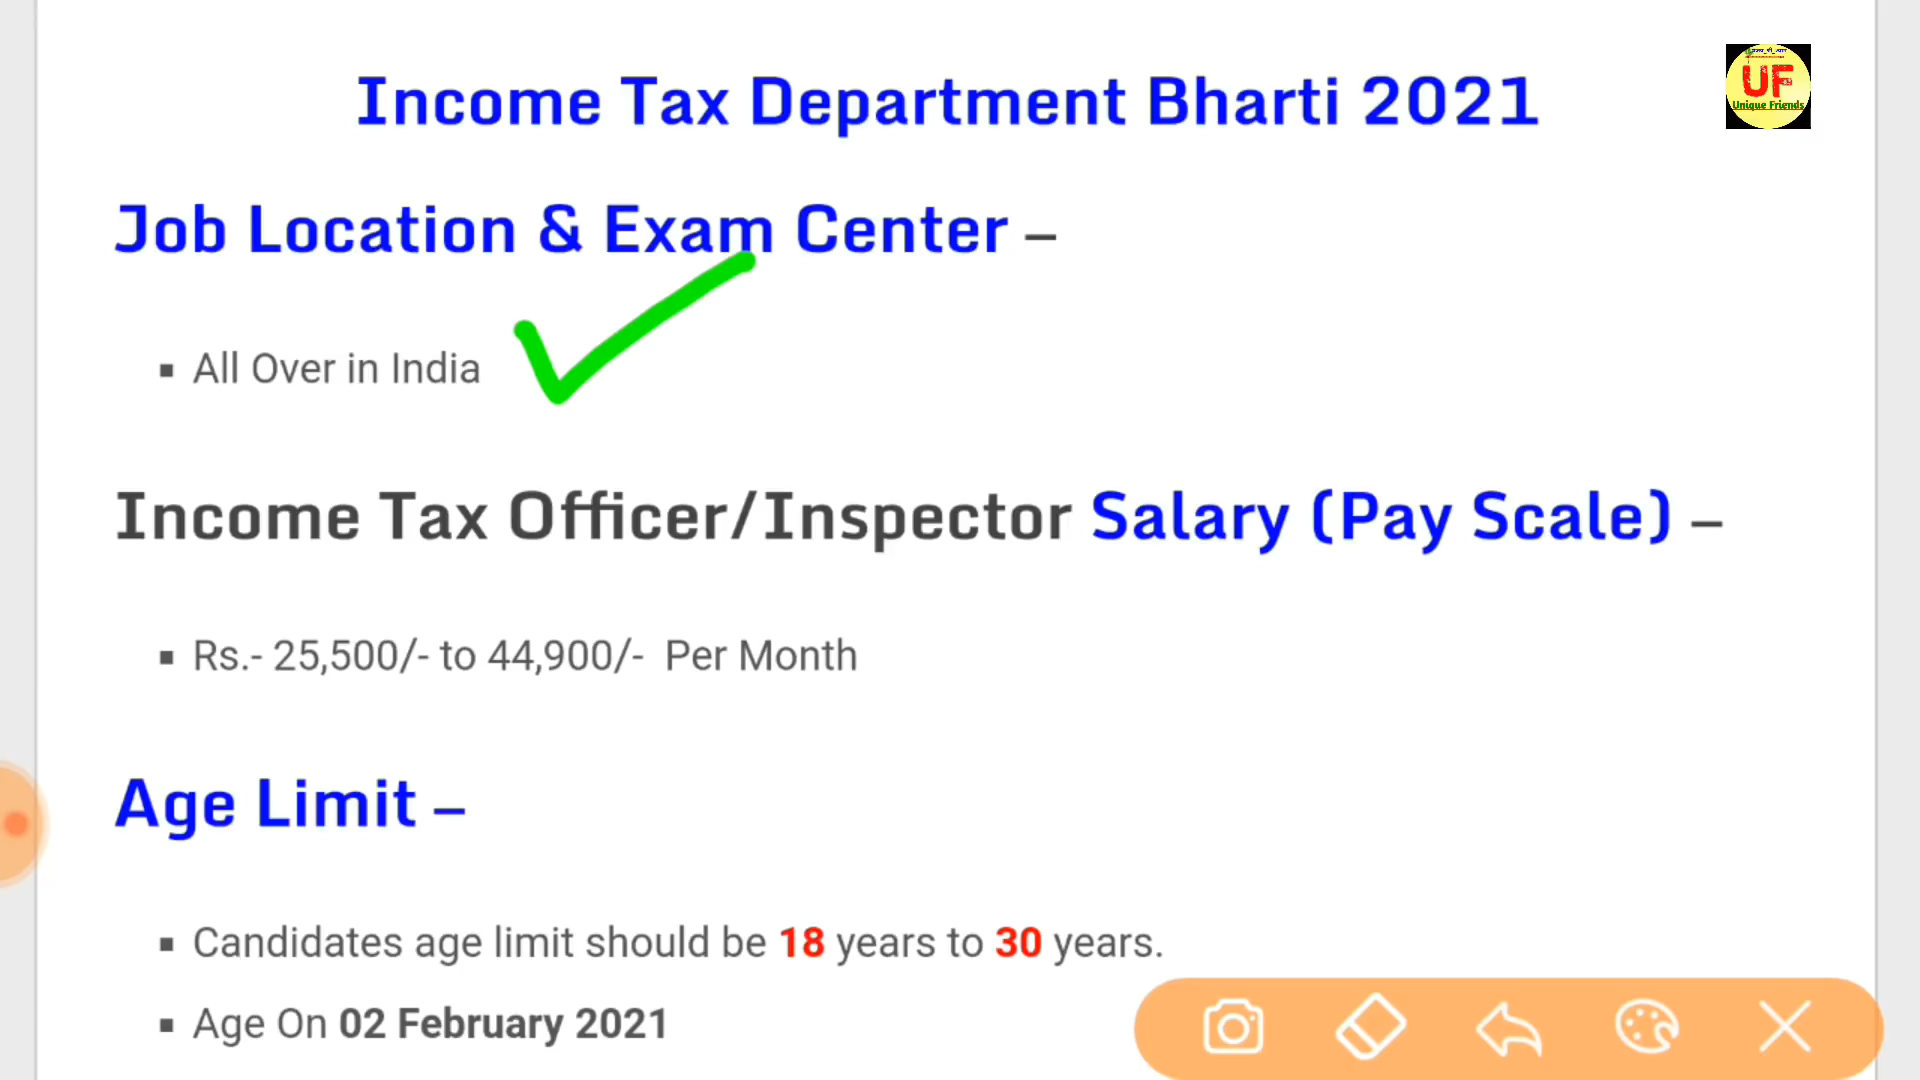 Income Tax Department Bharti 2021
UF
Unique Friends
Job Location & Exam Center –
▪ All Over in India
Income Tax Officer/Inspector Salary (Pay Scale) –
▪ Rs.- 25,500/- to 44,900/- Per Month
Age Limit –
▪ Candidates age limit should be 18 years to 30 years.
▪ Age On 02 February 2021